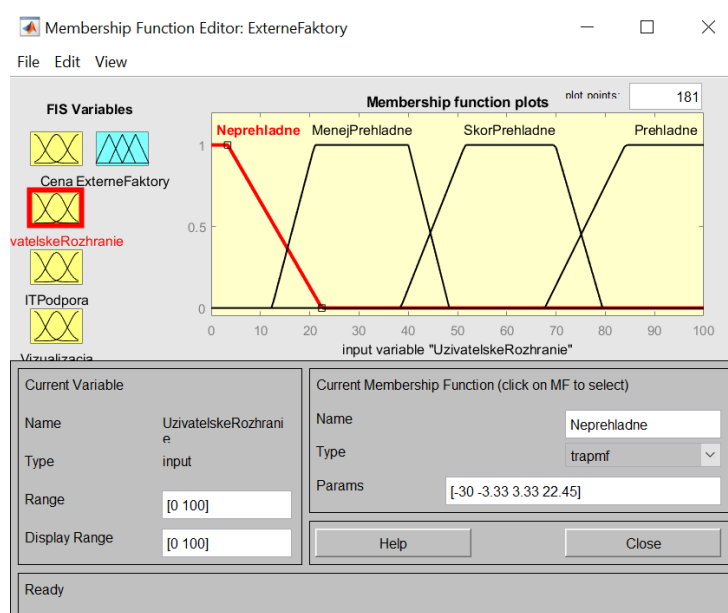 Membership Function Editor: ExterneFaktory
File Edit View
FIS Variables
Membership function plots
plot points:
181
Neprehladne MenejPrehladne SkorPrehladne Prehladne
1
0.5
0
0 10 20 30 40 50 60 70 80 90 100
input variable "UzivatelskeRozhranie"
Cena ExterneFaktory
vatelskeRozhranie
ITPodpora
Vizualizacia
Current Variable
Name UzivatelskeRozhrani
e
Type input
Range [0 100]
Display Range [0 100]
Current Membership Function (click on MF to select)
Name Neprehladne
Type trapmf
Params [-30 -3.33 3.33 22.45]
Help Close
Ready